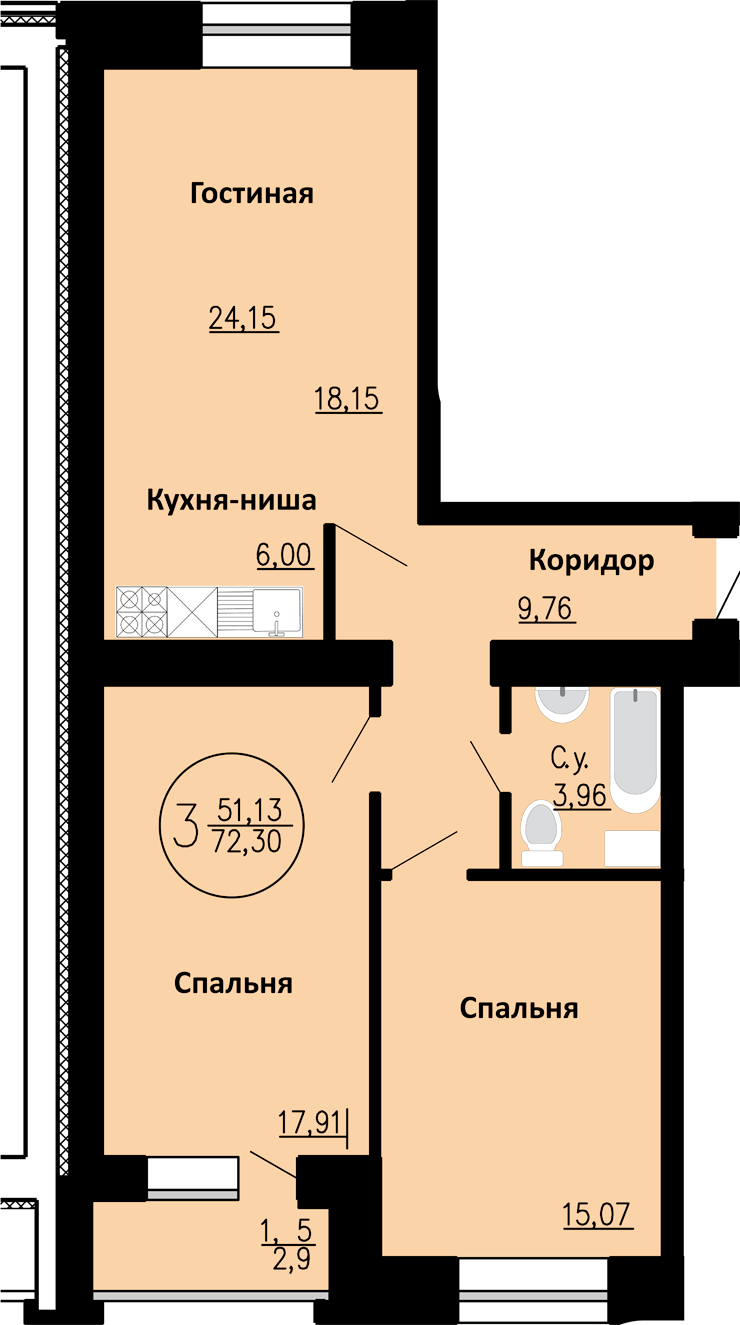 Гостиная
24,15
18,15
Кухня-ниша
6,00
Коридор
9,76
С.у.
3,96
3 51,13
72,30
Спальня
Спальня
17,91
15,07
1, 5
2,9